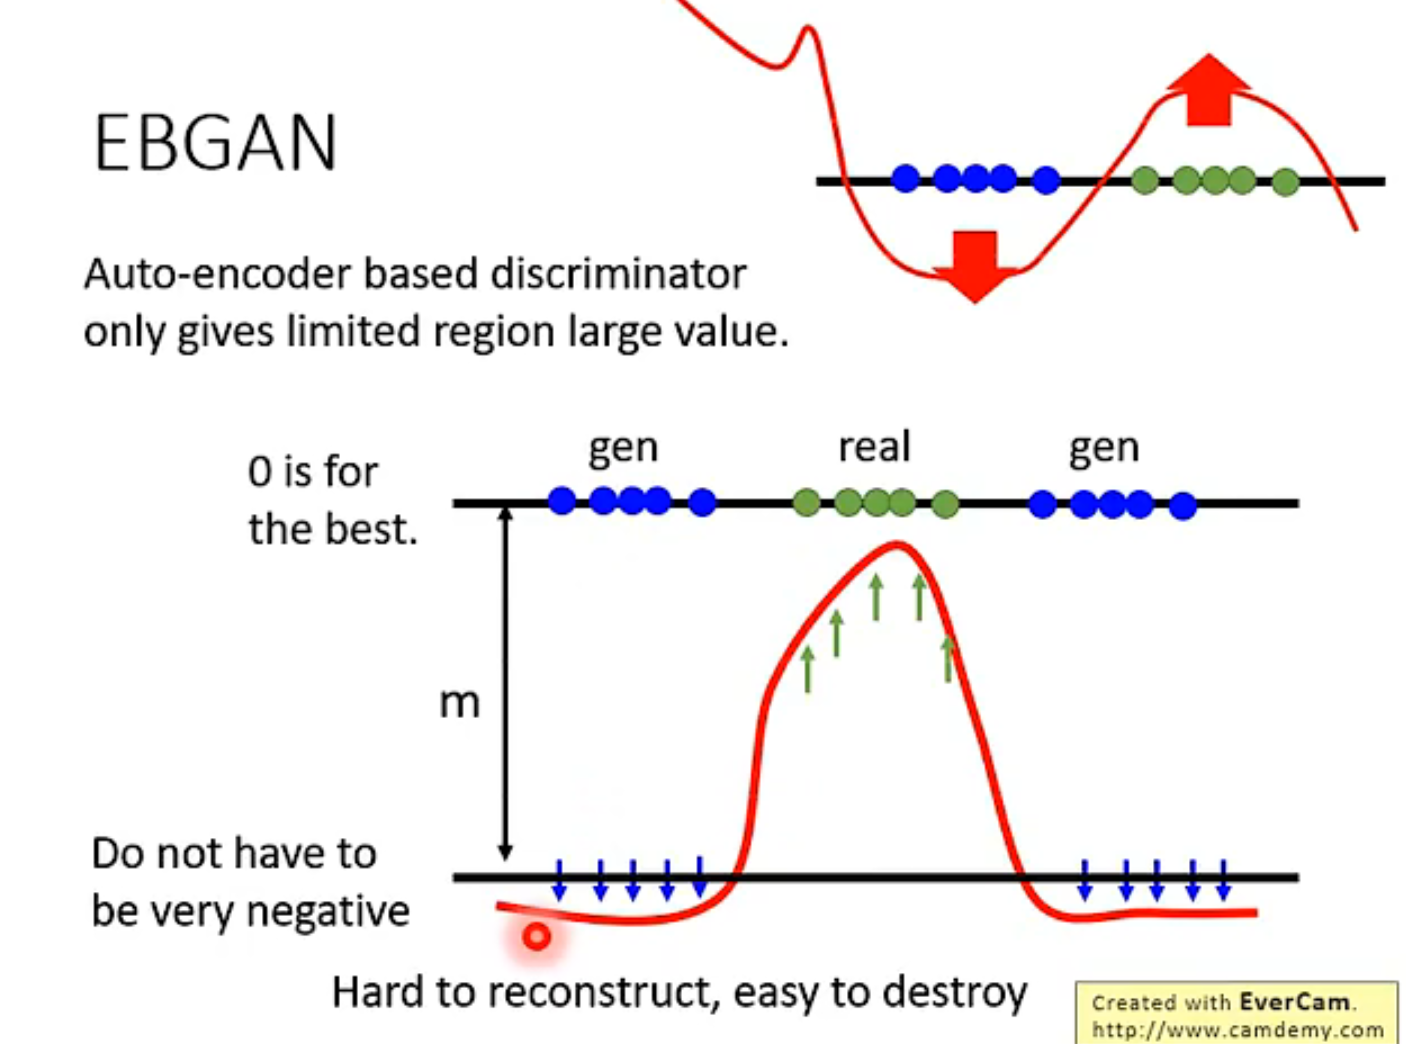 EBGAN
Auto-encoder based discriminator
only gives limited region large value.
gen
real
gen
0 is for
the best.
m
Do not have to
be very negative
Hard to reconstruct, easy to destroy
Created with EverCam.
http://www.camdemy.com